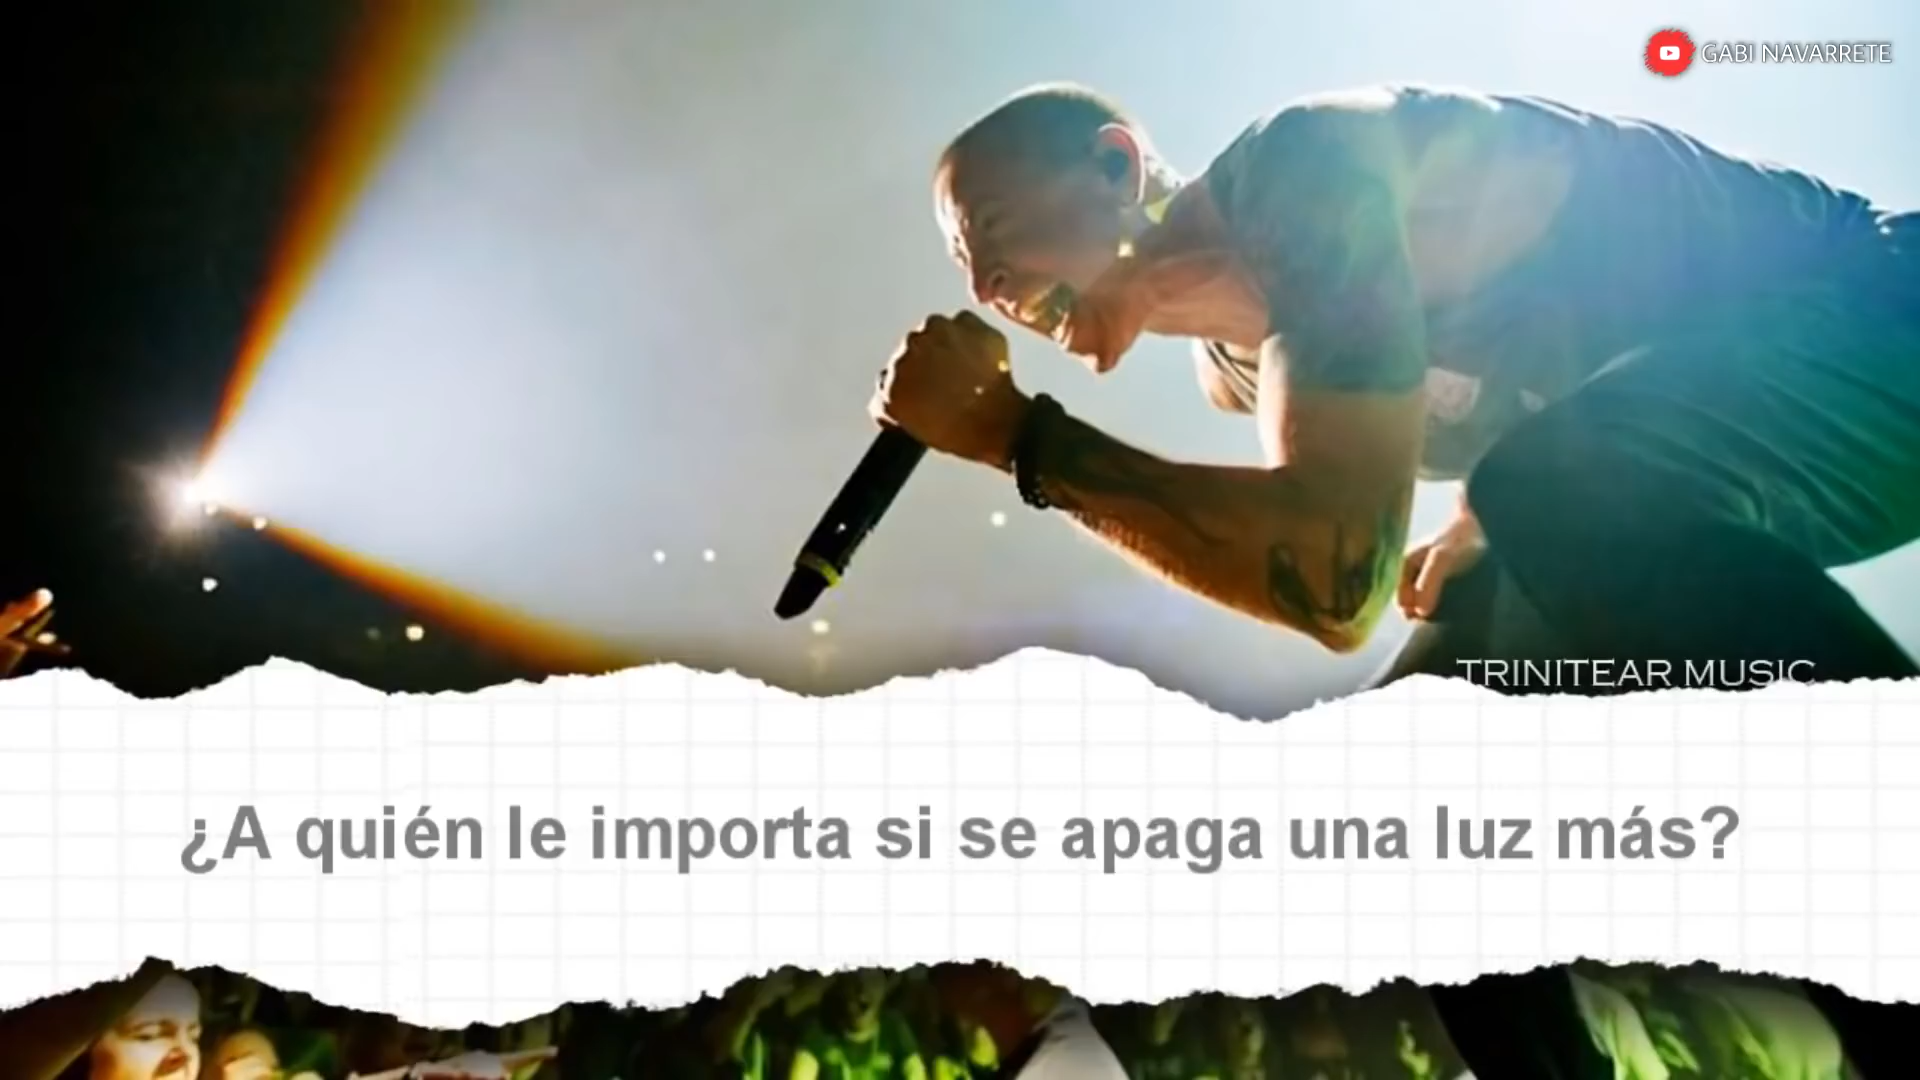 GABI NAVARRETE
TRINITEAR MUSIC
¿A quién le importa si se apaga una luz más?